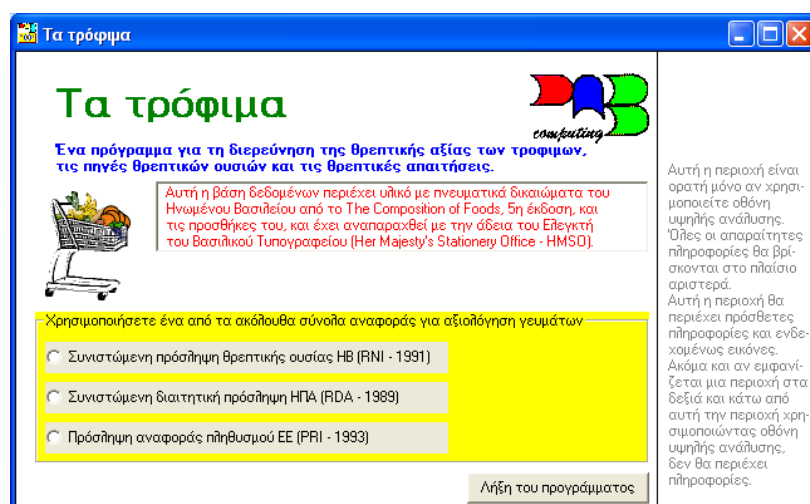 Τα τρόφιμα
Τα τρόφιμα
computing
Ένα πρόγραμμα για τη διερεύνηση της θρεπτικής αξίας των τροφιμων,
τις πηγές θρεπτικών ουσιών και τις θρεπτικές απαιτήσεις.
Αυτή η βάση δεδομένων περιέχει υλικό με πνευματικά δικαιώματα του
Ηνωμένου Βασιλείου από το The Composition of Foods, 5η έκδοση, και
τις προσθήκες του, και έχει αναπαραχθεί με την άδεια του Ελεγκτή
του Βασιλικού Τυπογραφείου (Her Majesty's Stationery Office - HMSO).
Χρησιμοποιήσετε ένα από τα ακόλουθα σύνολα αναφοράς για αξιολόγηση γευμάτων
Συνιστώμενη πρόσληψη θρεπτικής ουσίας ΗΒ (RNI - 1991)
Συνιστώμενη διαιτητική πρόσληψη ΗΠΑ (RDA - 1989)
Πρόσληψη αναφοράς πληθυσμού ΕΕ (PRI - 1993)
Λήξη του προγράμματος
Αυτή η περιοχή είναι
ορατή μόνο αν χρησι-
μοποιείτε οθόνη
υψηλής ανάλυσης.
Όλες οι απαραίτητες
πληροφορίες θα βρί-
σκονται στο πλαίσιο
αριστερά.
Αυτή η περιοχή θα
περιέχει πρόσθετες
πληροφορίες και ενδε-
χομένως εικόνες.
Ακόμα και αν εμφανί-
ζεται μια περιοχή στα
δεξιά και κάτω από
αυτή την περιοχή χρη-
σιμοποιώντας οθόνη
υψηλής ανάλυσης,
δεν θα περιέχει
πληροφορίες.